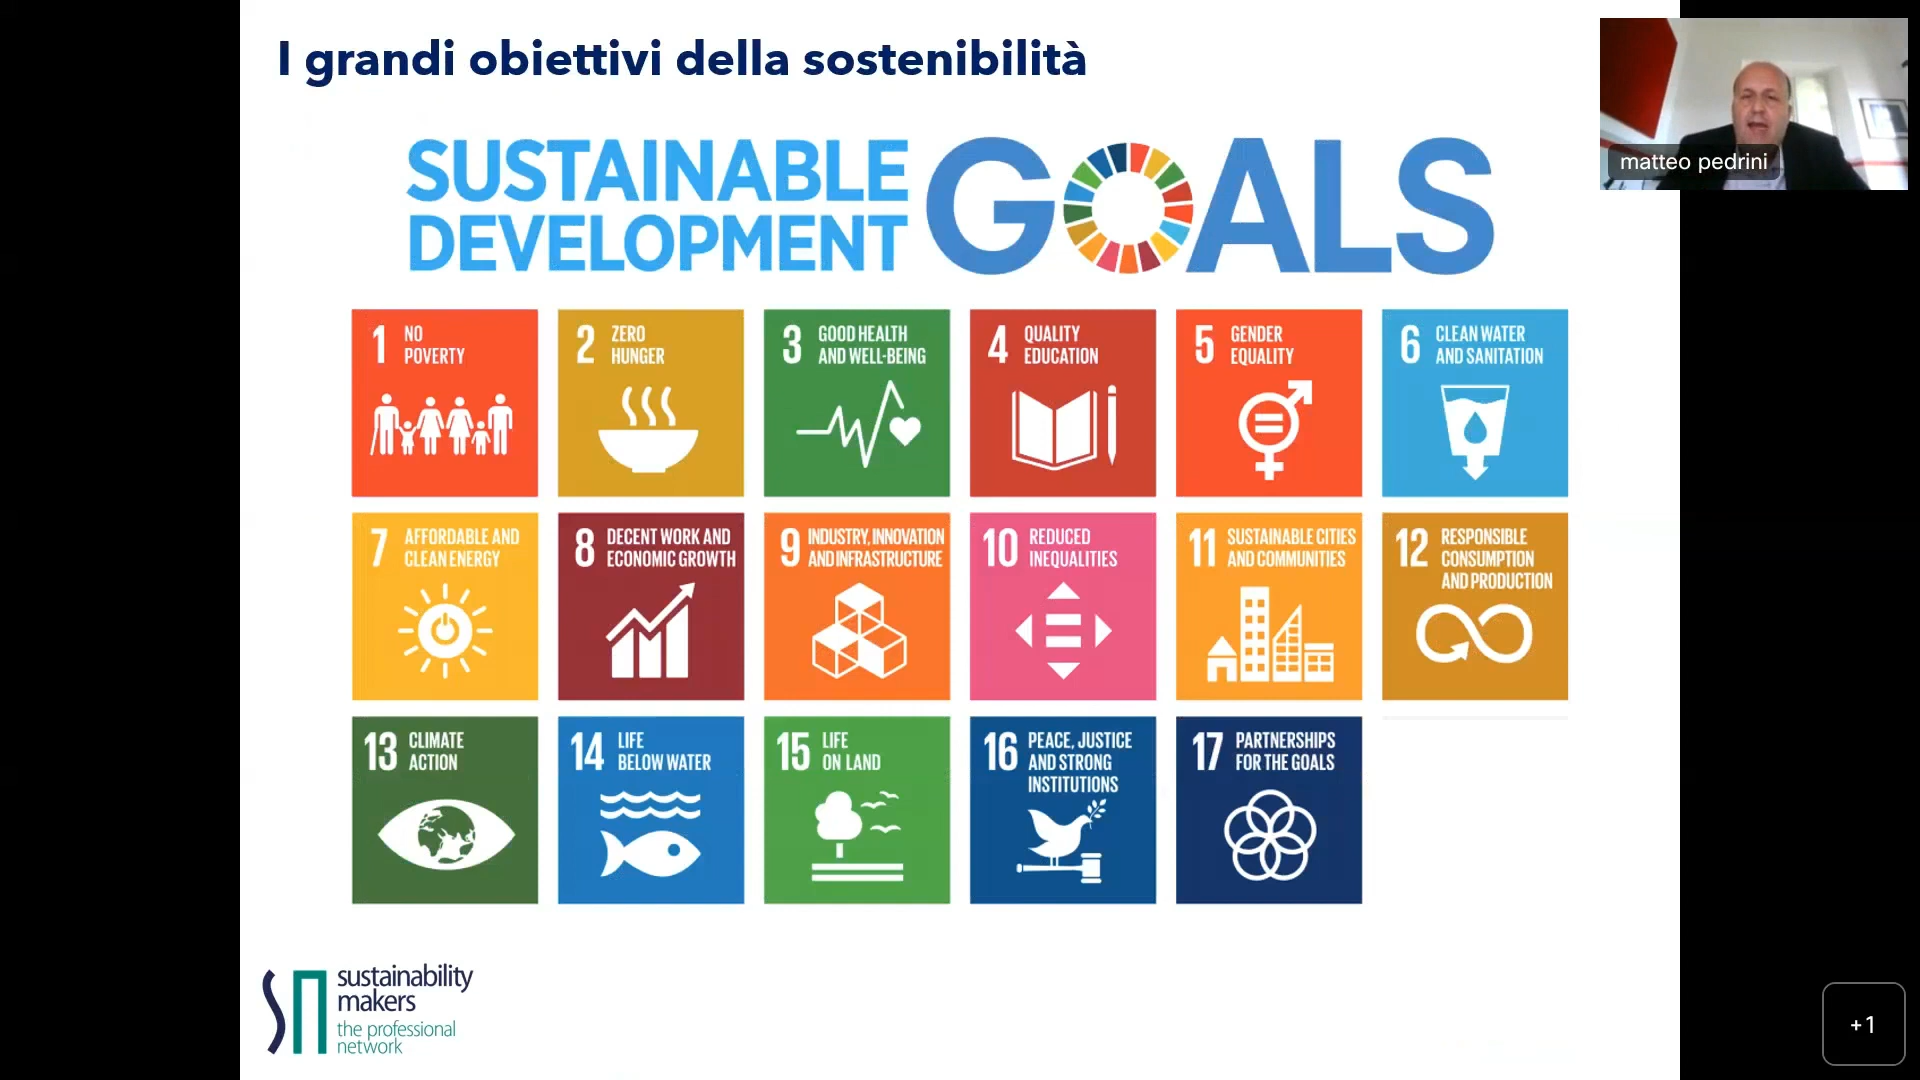 I grandi obiettivi della sostenibilità
matteo pedrini
SUSTAINABLE
DEVELOPMENT
GOALS
1 NO
POVERTY
2 ZERO
HUNGER
3 GOOD HEALTH
AND WELL-BEING
4 QUALITY
EDUCATION
5 GENDER
EQUALITY
6 CLEAN WATER
AND SANITATION
7 AFFORDABLE AND
CLEAN ENERGY
8 DECENT WORK AND
ECONOMIC GROWTH
9 INDUSTRY, INNOVATION
AND INFRASTRUCTURE
10 REDUCED
INEQUALITIES
11 SUSTAINABLE CITIES
AND COMMUNITIES
12 RESPONSIBLE
CONSUMPTION
AND PRODUCTION
13 CLIMATE
ACTION
14 LIFE
BELOW WATER
15 LIFE
ON LAND
16 PEACE, JUSTICE
AND STRONG
INSTITUTIONS
17 PARTNERSHIPS
FOR THE GOALS
sustainability
makers
the professional
network
+1